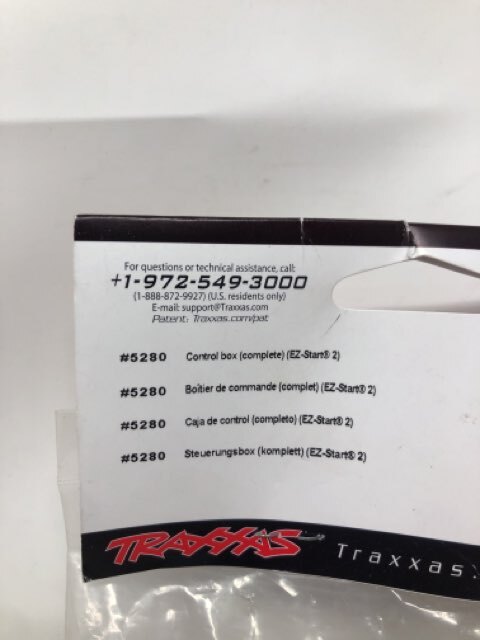 For questions or technical assistance, call:
+1-972-549-3000
(1-888-872-9927) (U.S. residents only)
E-mail: support@Traxxas.com
Patent: Traxxas.com/pat
#5280 Control box (complete) (EZ-Start® 2)
#5280 Boîtier de commande (complet) (EZ-Start® 2)
#5280 Caja de control (completo) (EZ-Start® 2)
#5280 Steuerungsbox (komplett) (EZ-Start® 2)
TRAXXAS Traxxas.